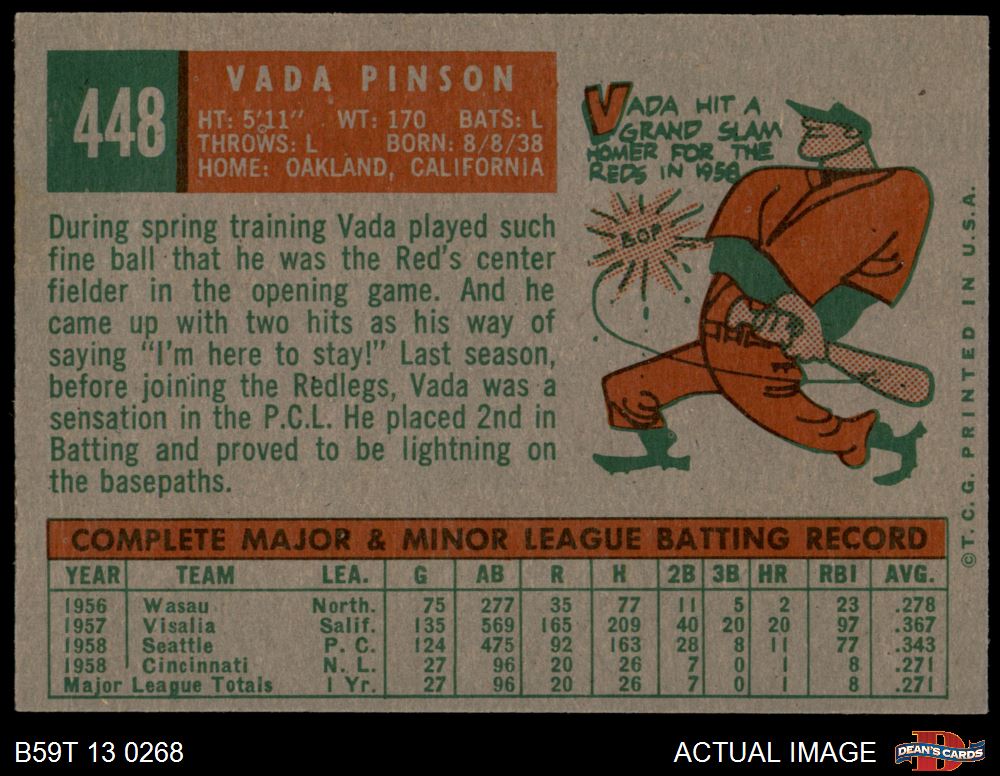 448
VADA PINSON
HT: 5'11" WT: 170 BATS: L
THROWS: L BORN: 8/8/38
HOME: OAKLAND, CALIFORNIA
VADA HIT A
GRAND SLAM
HOMER FOR THE
REDS IN 1958
BOP
During spring training Vada played such
fine ball that he was the Red's center
fielder in the opening game. And he
came up with two hits as his way of
saying "I'm here to stay!" Last season,
before joining the Redlegs, Vada was a
sensation in the P.C.L. He placed 2nd in
Batting and proved to be lightning on
the basepaths.
COMPLETE MAJOR & MINOR LEAGUE BATTING RECORD
YEAR TEAM LEA. G AB R H 2B 3B HR RBI AVG.
1956 Wasau North. 75 277 35 77 11 5 2 23 .278
1957 Visalia Salif. 135 569 165 209 40 20 20 97 .367
1958 Seattle P. C. 124 475 92 163 28 8 11 77 .343
1958 Cincinnati N. L. 27 96 20 26 7 0 1 8 .271
Major League Totals 1 Yr. 27 96 20 26 7 0 1 8 .271
© T. C. G. PRINTED IN U.S.A.
B59T 13 0268
ACTUAL IMAGE
D
DEAN'S CARDS